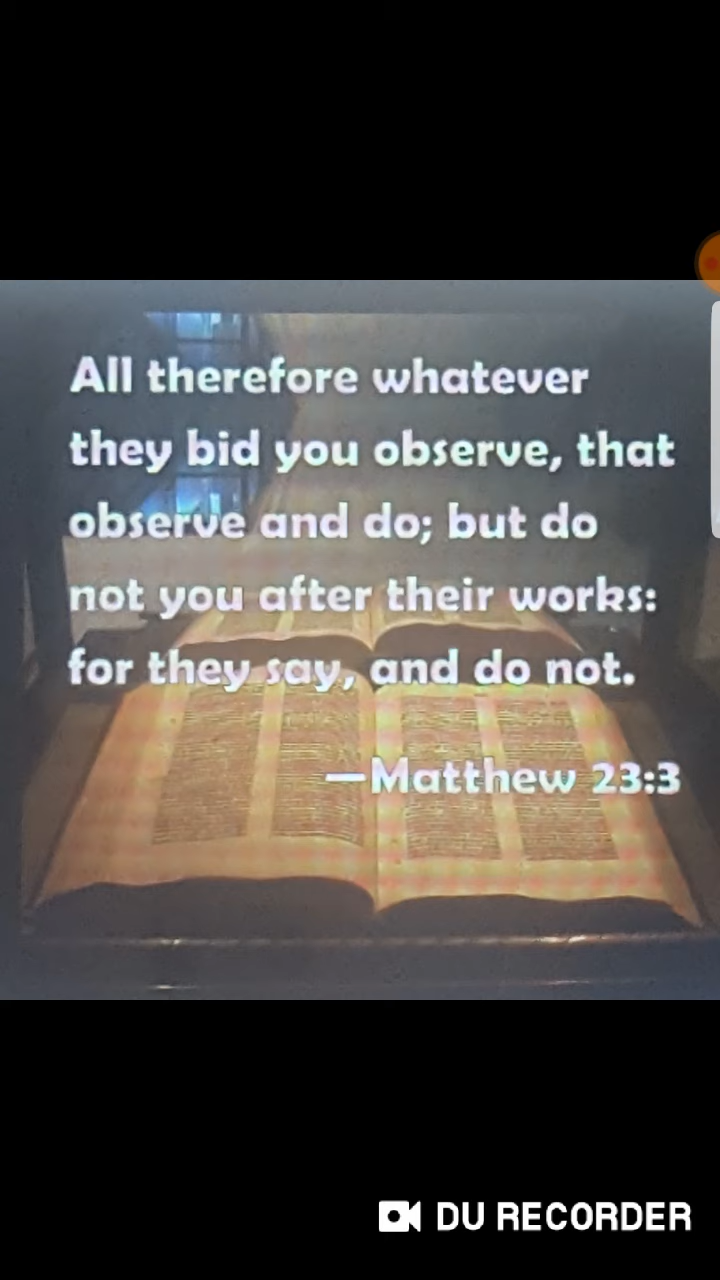 All therefore whatever
they bid you observe, that
observe and do; but do
not you after their works:
for they say, and do not.
—Matthew 23:3
DU RECORDER